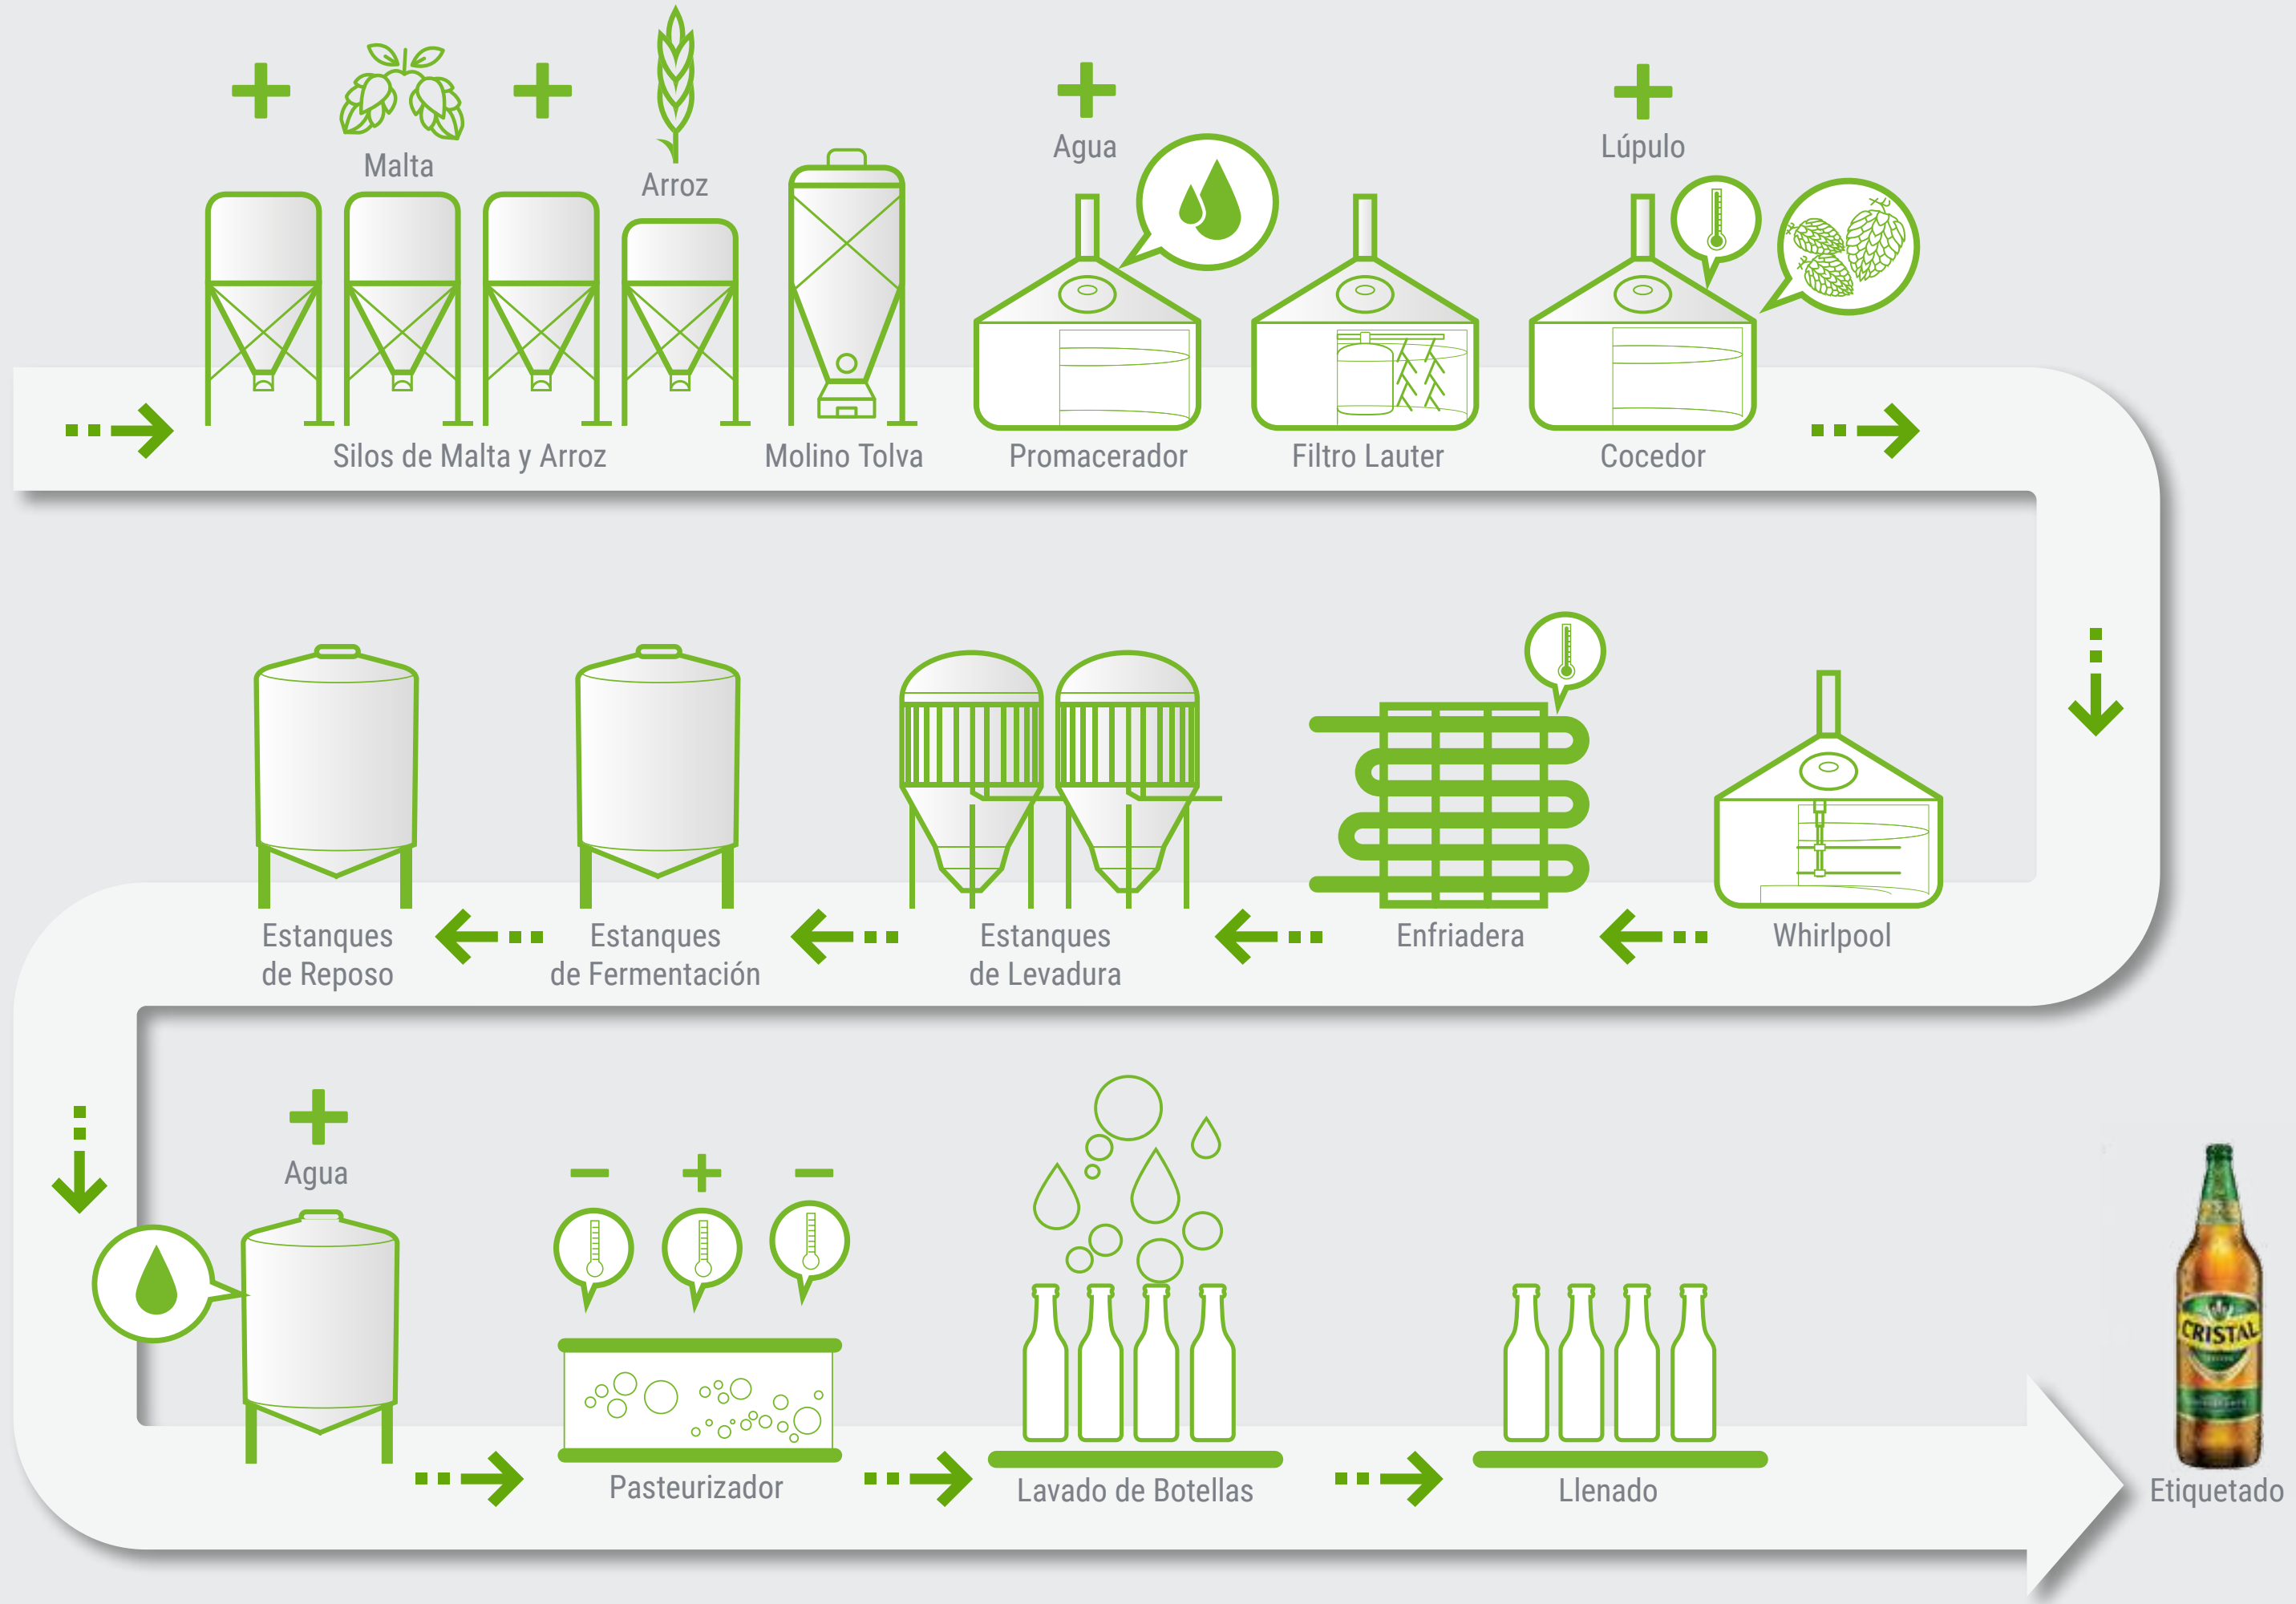 Malta
Arroz
Agua
Lúpulo
Silos de Malta y Arroz
Molino Tolva
Promacerador
Filtro Lauter
Cocedor
Estanques
de Reposo
Estanques
de Fermentación
Estanques
de Levadura
Enfriadera
Whirlpool
Agua
Pasteurizador
Lavado de Botellas
Llenado
CRISTAL
Etiquetado